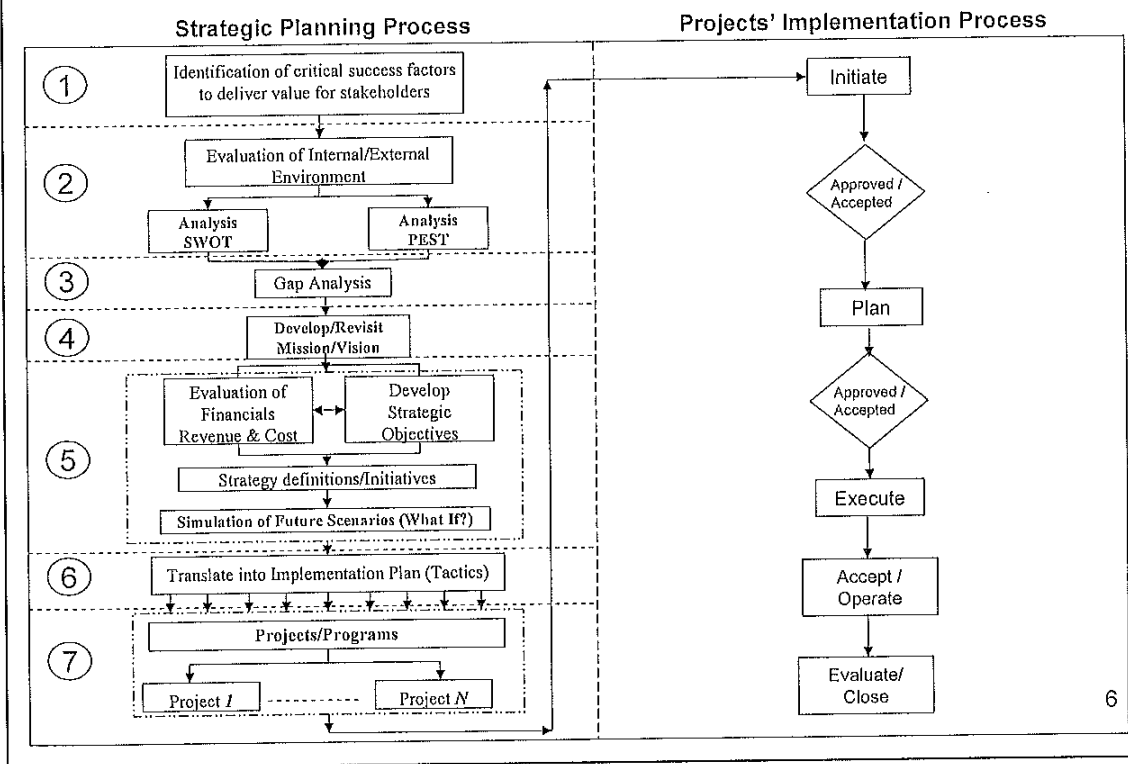 Strategic Planning Process
Projects' Implementation Process
1
Identification of critical success factors
to deliver value for stakeholders
2
Evaluation of Internal/External
Environment
Analysis
SWOT
Analysis
PEST
3
Gap Analysis
4
Develop/Revisit
Mission/Vision
5
Evaluation of
Financials
Revenue & Cost
Develop
Strategic
Objectives
Strategy definitions/Initiatives
Simulation of Future Scenarios (What If?)
6
Translate into Implementation Plan (Tactics)
7
Projects/Programs
Project 1
Project N
Initiate
Approved /
Accepted
Plan
Approved /
Accepted
Execute
Accept /
Operate
Evaluate/
Close
6